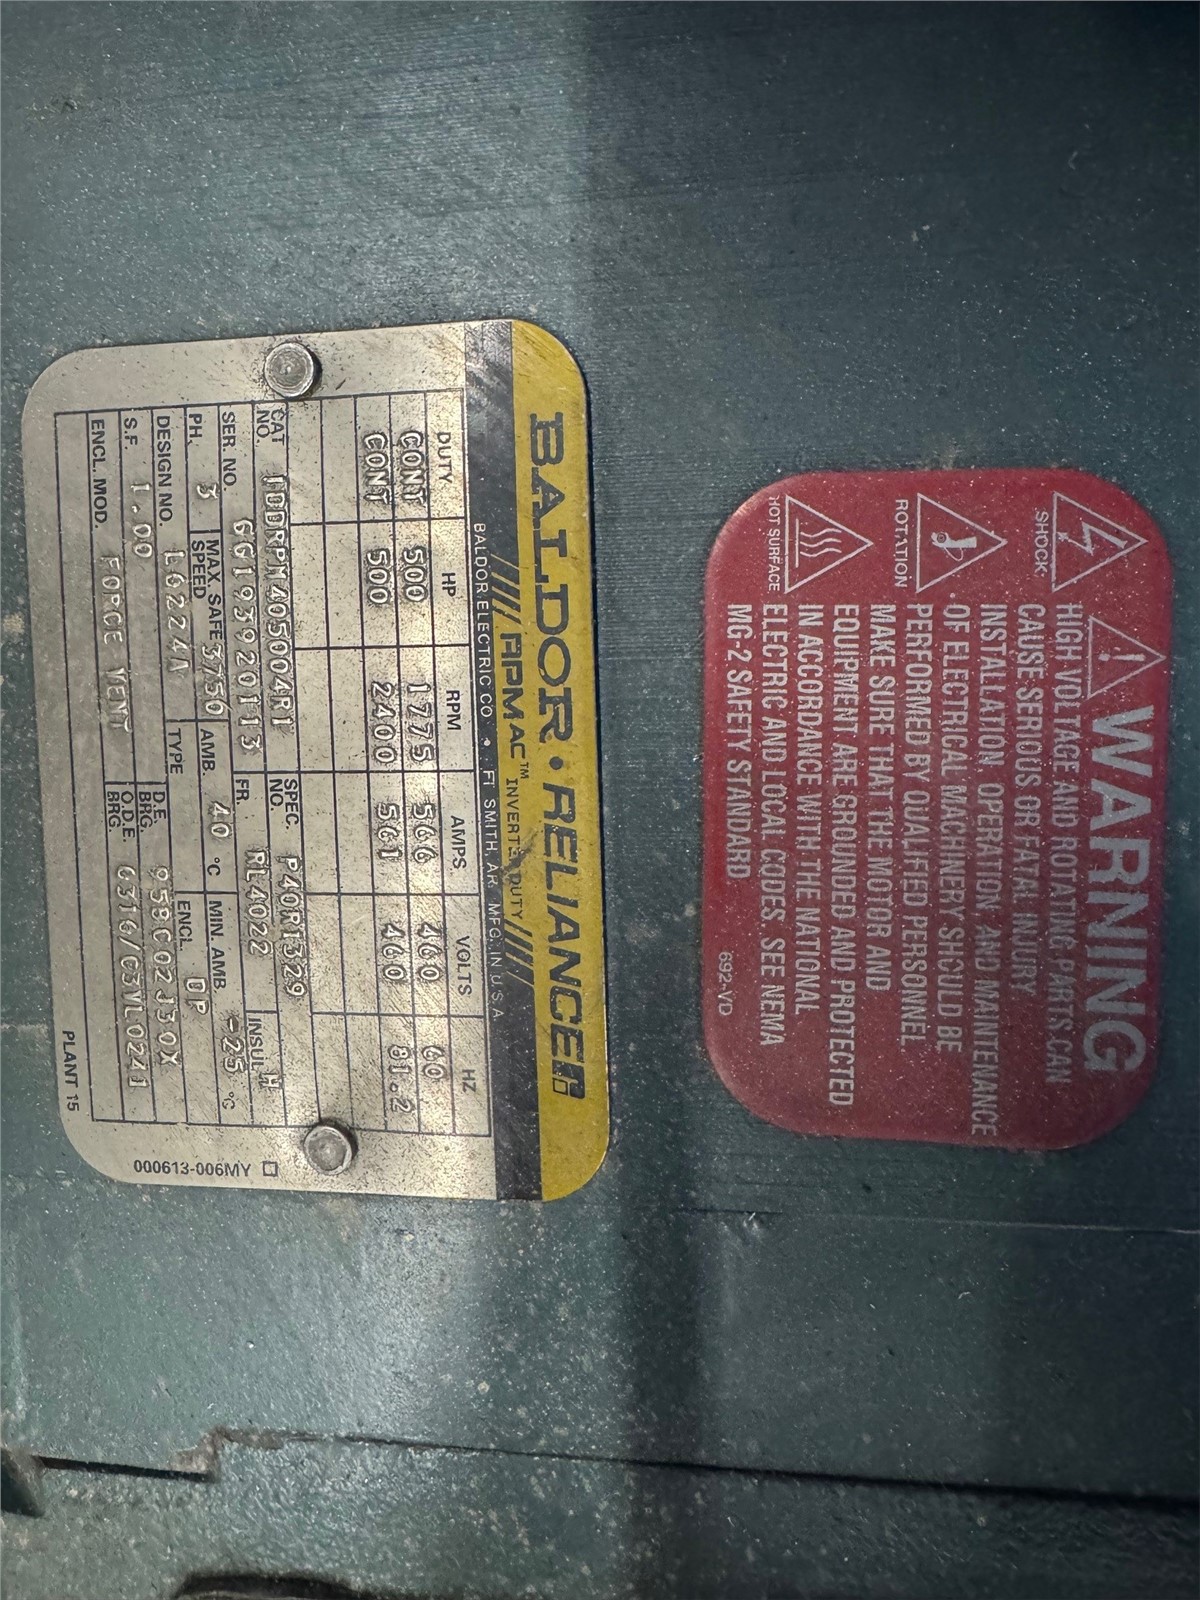 WARNING
HIGH VOLTAGE AND ROTATING PARTS CAN
CAUSE SERIOUS OR FATAL INJURY.
INSTALLATION, OPERATION, AND MAINTENANCE
OF ELECTRICAL MACHINERY SHOULD BE
PERFORMED BY QUALIFIED PERSONNEL
MAKE SURE THAT THE MOTOR AND
EQUIPMENT ARE GROUNDED AND PROTECTED
IN ACCORDANCE WITH THE NATIONAL
ELECTRIC AND LOCAL CODES. SEE NEMA
MG-2 SAFETY STANDARD
SHOCK
ROTATION
HOT SURFACE
692-VD
BALDOR • RELIANCE
RPMAC™ INVERTER DUTY
BALDOR ELECTRIC CO. • FT SMITH, AR MFG. IN U.S.A.
DUTY HP RPM AMPS VOLTS HZ
CONT 500 1775 566 460 60
CONT 500 2400 561 460 81.2
CAT NO. IDDRPM405004R1 SPEC. NO. P40R1329
SER. NO. GG1939201113 FR. RL4022 INSUL H
PH. 3 MAX. SAFE SPEED 3750 AMB. 40 °C MIN. AMB. -25 °C
DESIGN NO. L6224A TYPE ENCL. DP
S.F. 1.00 D.E. BRG. 95BC02J30X
ENCL. MOD. FORCE VENT O.D.E. BRG. 6316/C3VL0241
PLANT 15
000613-006MY